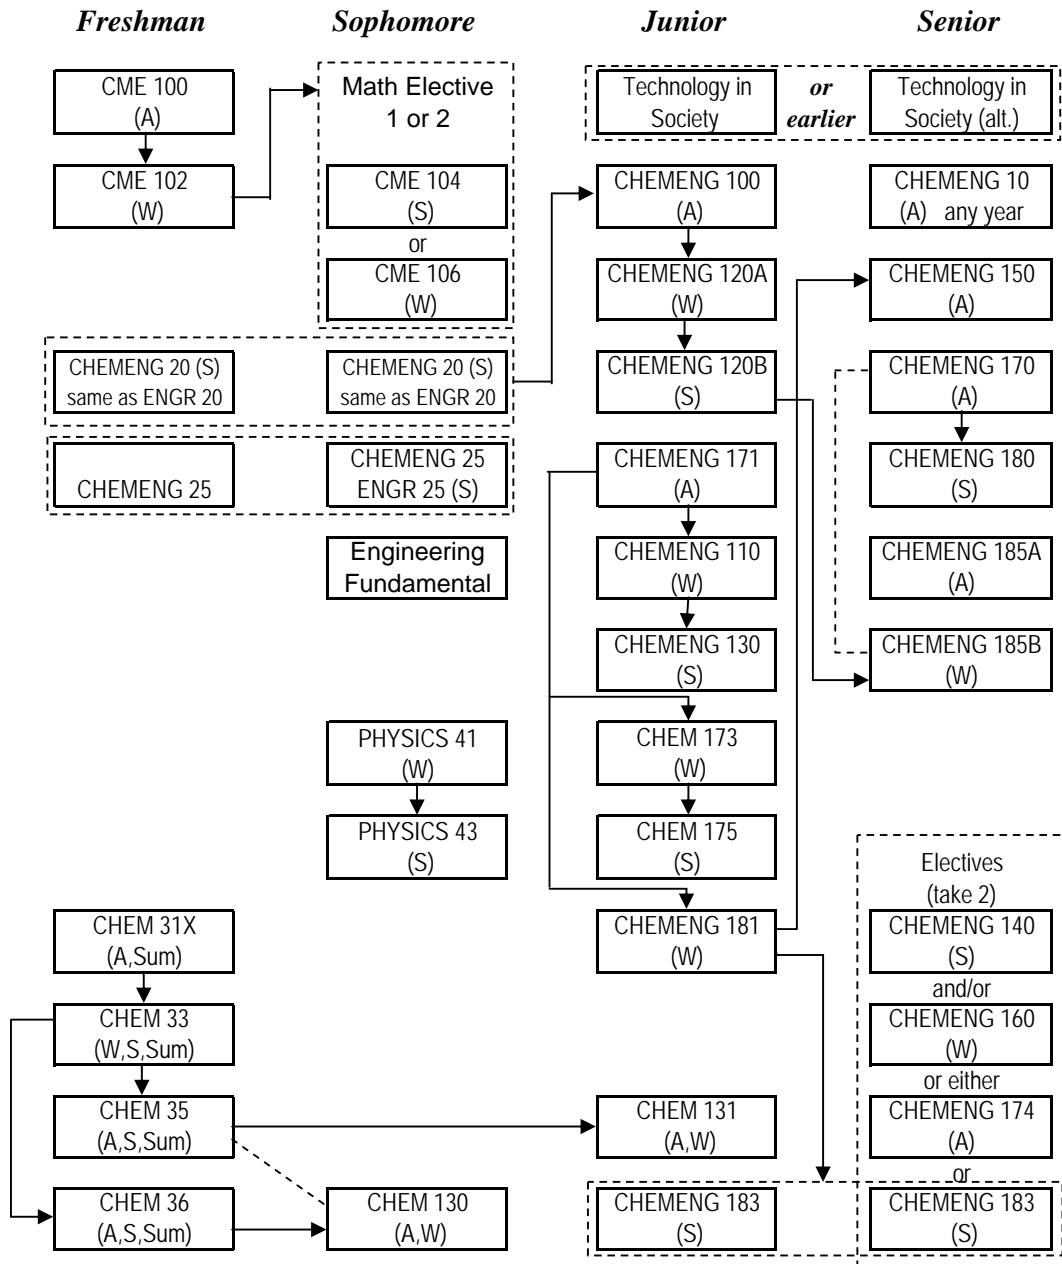 Freshman
Sophomore
Junior
Senior
CME 100
(A)
Math Elective
1 or 2
Technology in
Society
or
earlier
Technology in
Society (alt.)
CME 102
(W)
CME 104
(S)
or
CME 106
(W)
CHEMENG 100
(A)
CHEMENG 10
(A) any year
CHEMENG 120A
(W)
CHEMENG 150
(A)
CHEMENG 20 (S)
same as ENGR 20
CHEMENG 20 (S)
same as ENGR 20
CHEMENG 120B
(S)
CHEMENG 170
(A)
CHEMENG 25
CHEMENG 25
ENGR 25 (S)
CHEMENG 171
(A)
CHEMENG 180
(S)
Engineering
Fundamental
CHEMENG 110
(W)
CHEMENG 185A
(A)
CHEMENG 130
(S)
CHEMENG 185B
(W)
PHYSICS 41
(W)
CHEM 173
(W)
PHYSICS 43
(S)
CHEM 175
(S)
Electives
(take 2)
CHEM 31X
(A,Sum)
CHEMENG 181
(W)
CHEMENG 140
(S)
and/or
CHEM 33
(W,S,Sum)
CHEMENG 160
(W)
or either
CHEM 35
(A,S,Sum)
CHEM 131
(A,W)
CHEMENG 174
(A)
or
CHEM 36
(A,S,Sum)
CHEM 130
(A,W)
CHEMENG 183
(S)
CHEMENG 183
(S)